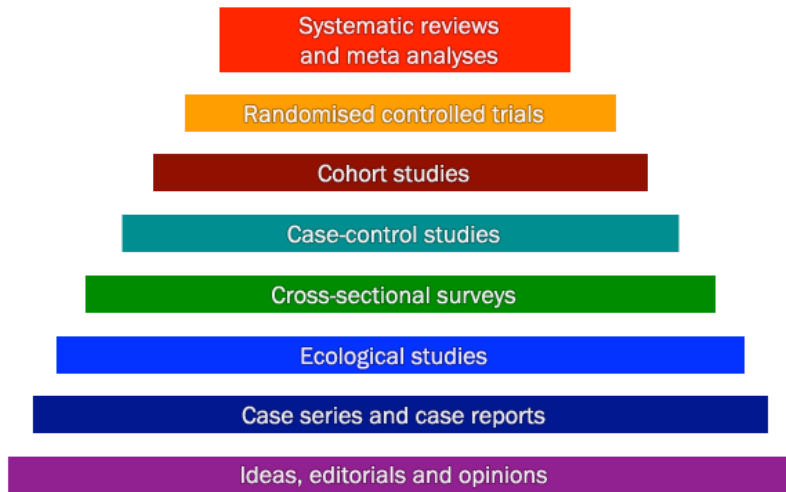 Systematic reviews
and meta analyses
Randomised controlled trials
Cohort studies
Case-control studies
Cross-sectional surveys
Ecological studies
Case series and case reports
Ideas, editorials and opinions